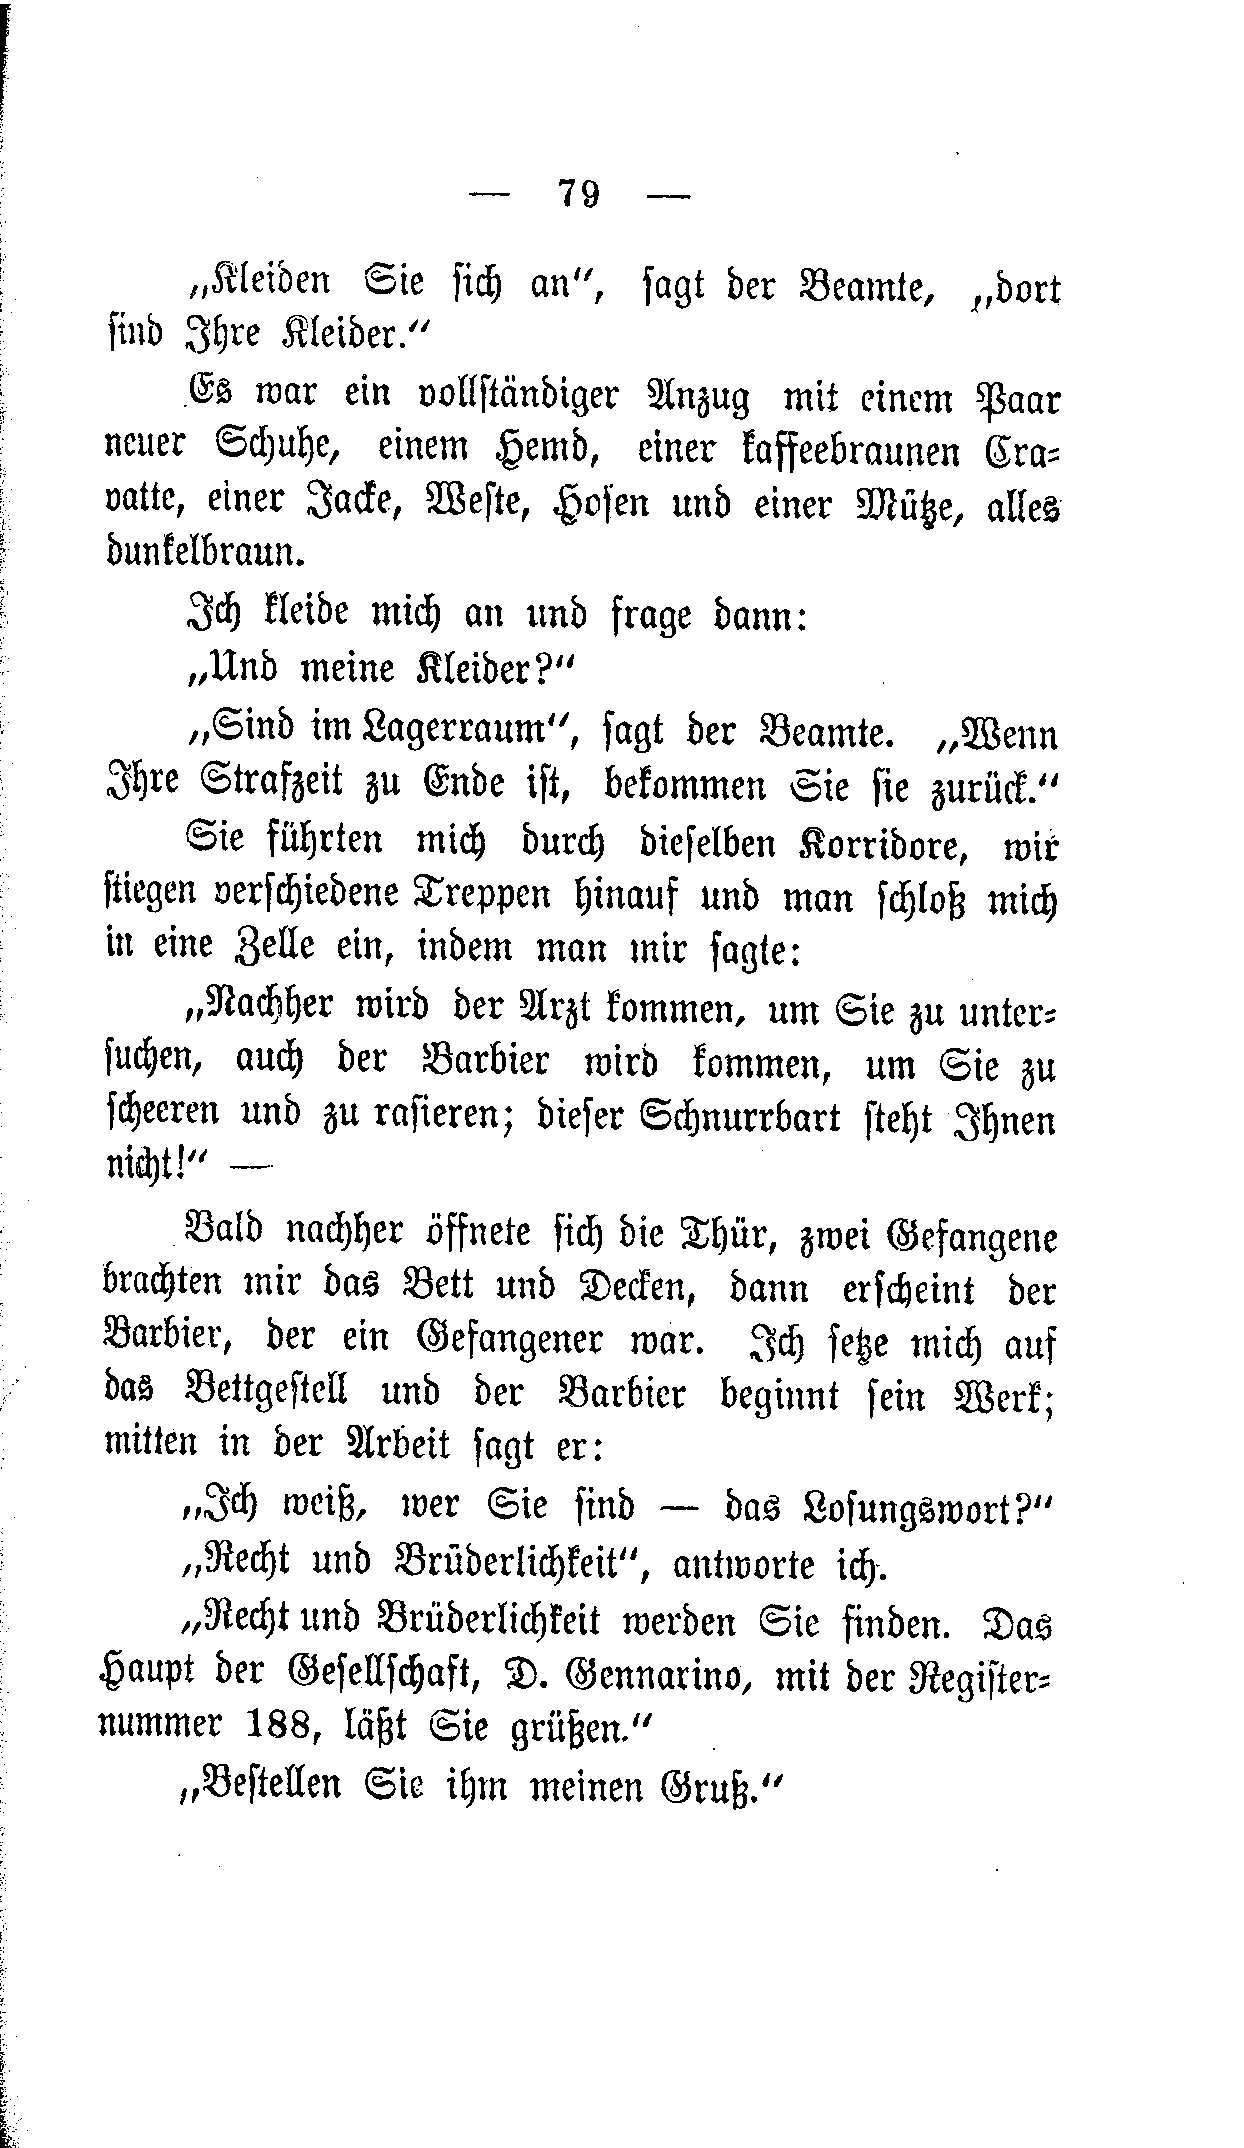 — 79 —
„Kleiden Sie sich an“, sagt der Beamte, „dort
sind Ihre Kleider.“
Es war ein vollständiger Anzug mit einem Paar
neuer Schuhe, einem Hemd, einer kaffeebraunen Cra-
vatte, einer Jacke, Weste, Hosen und einer Mütze, alles
dunkelbraun.
Ich kleide mich an und frage dann:
„Und meine Kleider?“
„Sind im Lagerraum“, sagt der Beamte. „Wenn
Ihre Strafzeit zu Ende ist, bekommen Sie sie zurück.“
Sie führten mich durch dieselben Korridore, wir
stiegen verschiedene Treppen hinauf und man schloß mich
in eine Zelle ein, indem man mir sagte:
„Nachher wird der Arzt kommen, um Sie zu unter-
suchen, auch der Barbier wird kommen, um Sie zu
scheeren und zu rasieren; dieser Schnurrbart steht Ihnen
nicht!“ —
Bald nachher öffnete sich die Thür, zwei Gefangene
brachten mir das Bett und Decken, dann erscheint der
Barbier, der ein Gefangener war. Ich setze mich auf
das Bettgestell und der Barbier beginnt sein Werk;
mitten in der Arbeit sagt er:
„Ich weiß, wer Sie sind — das Losungswort?“
„Recht und Brüderlichkeit“, antworte ich.
„Recht und Brüderlichkeit werden Sie finden. Das
Haupt der Gesellschaft, D. Gennarino, mit der Register-
nummer 188, läßt Sie grüßen.“
„Bestellen Sie ihm meinen Gruß.“